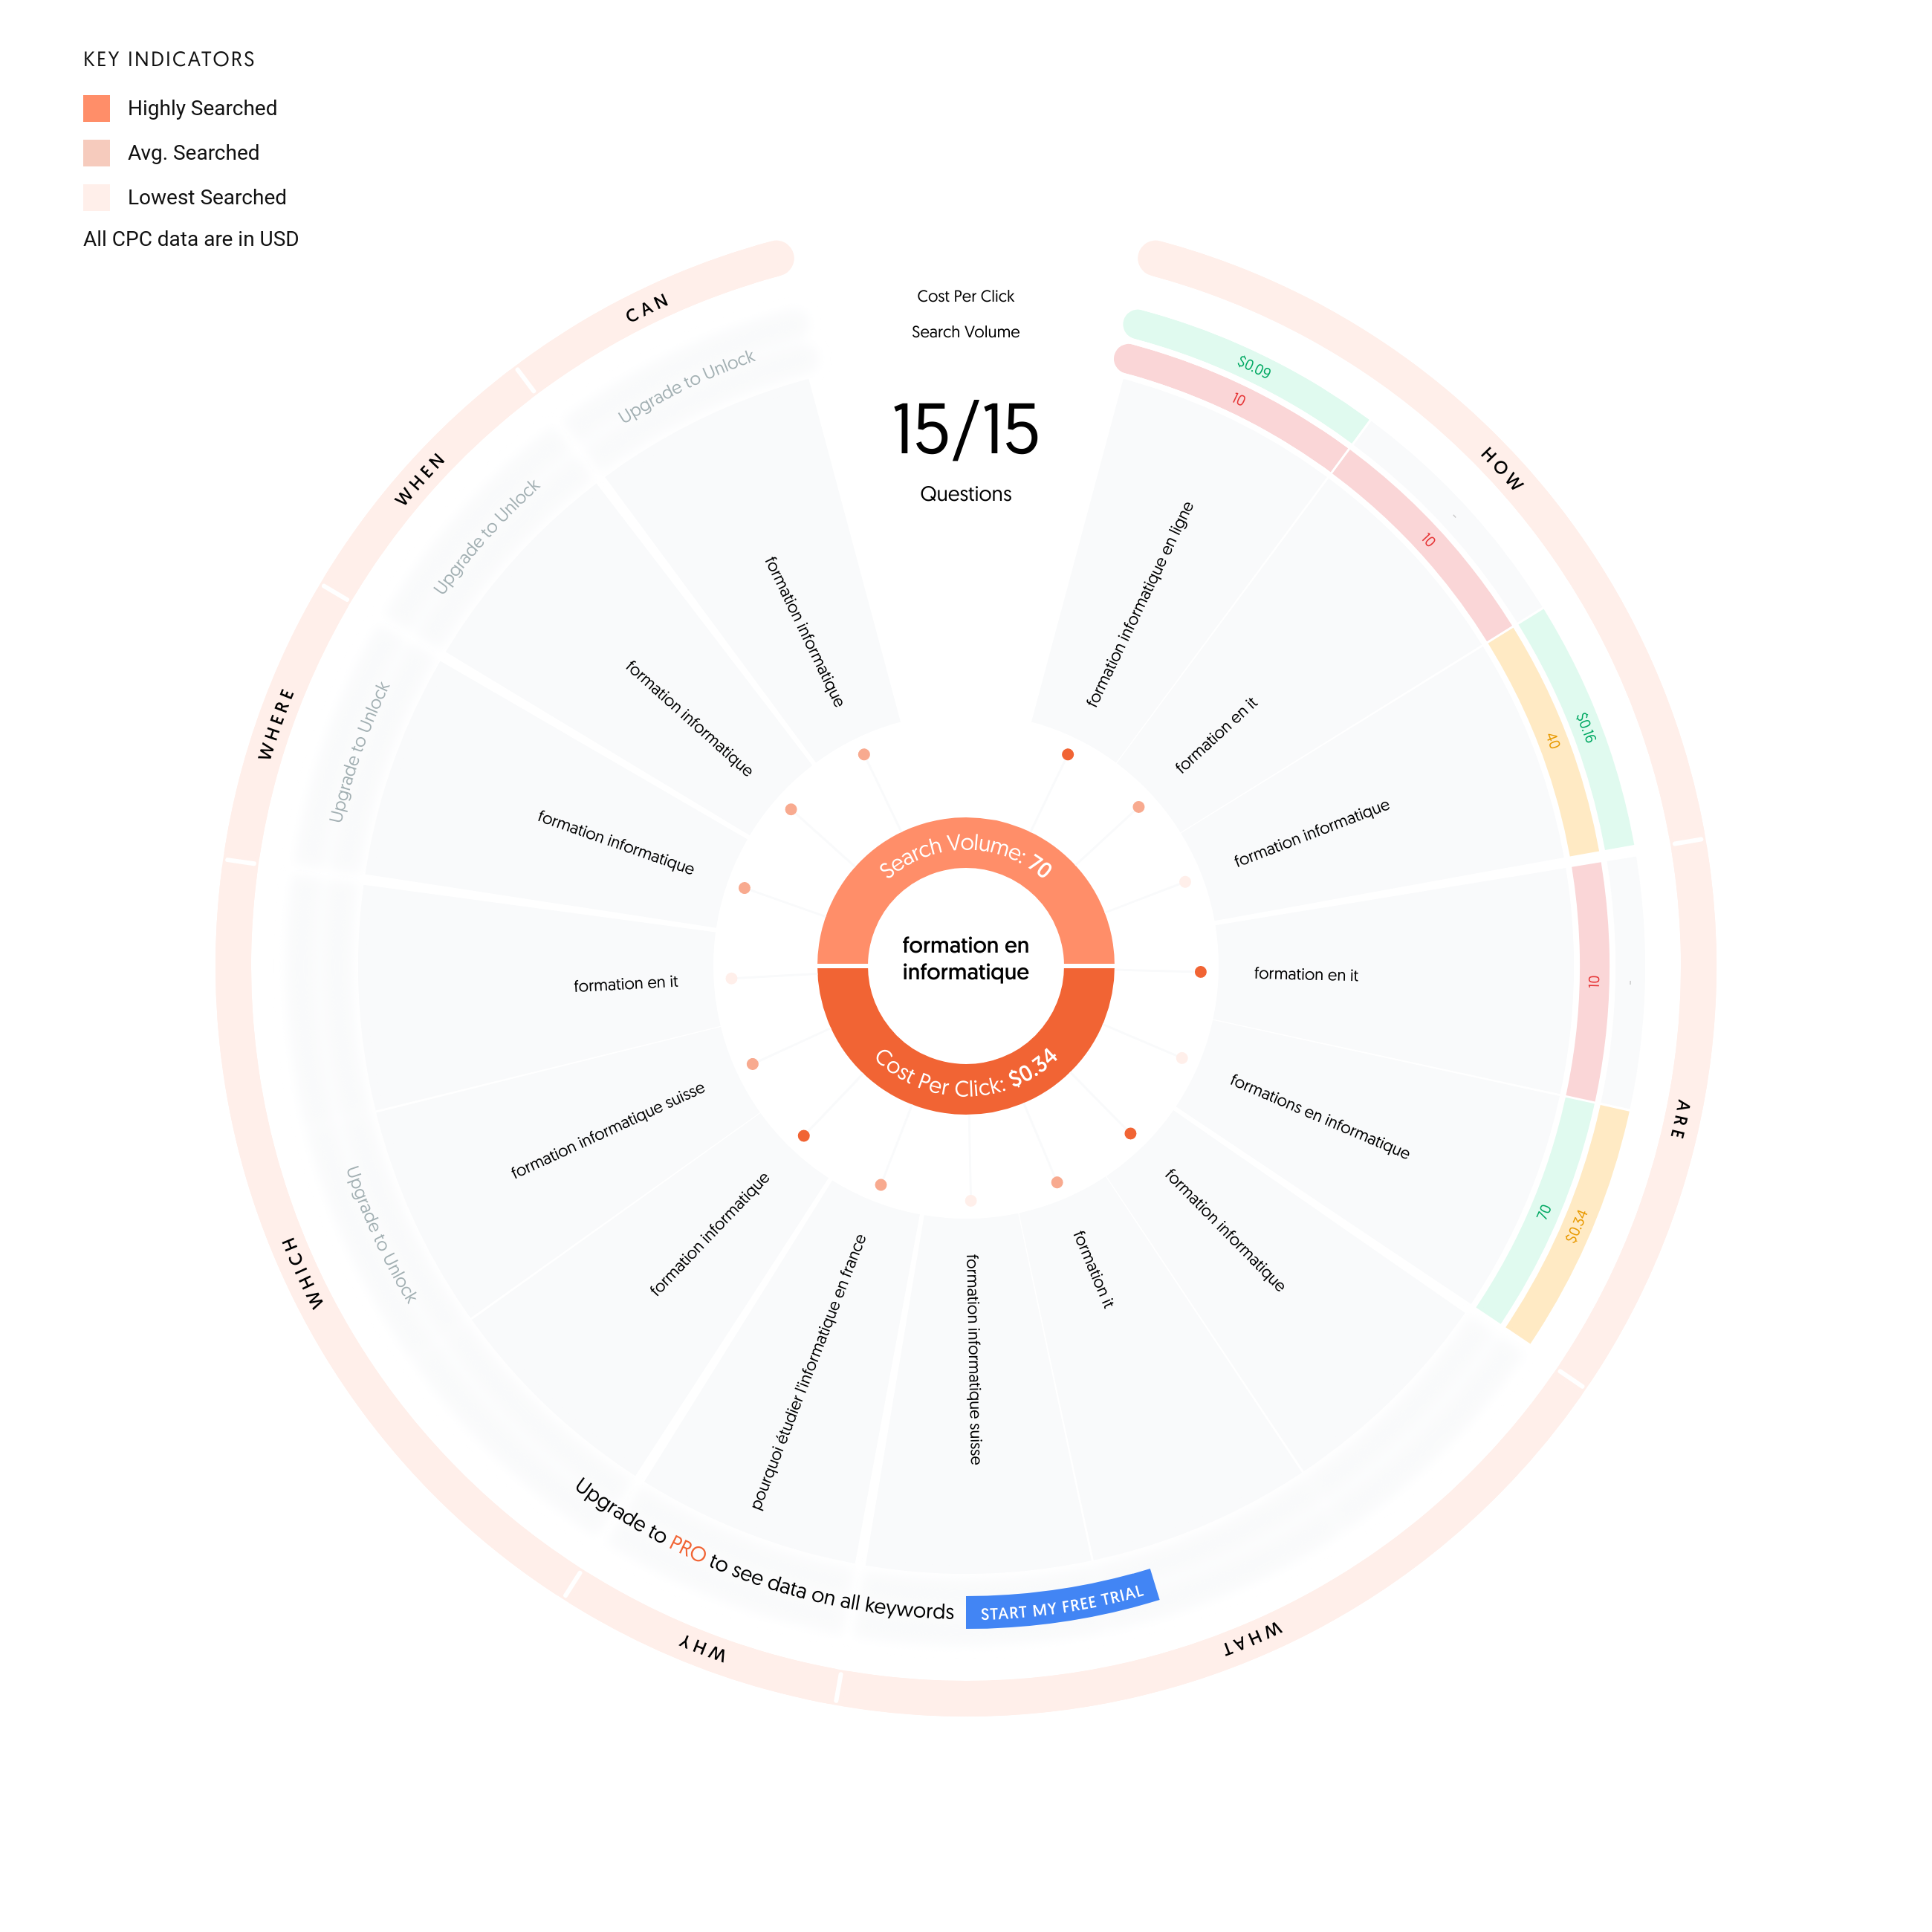 KEY INDICATORS
Highly Searched
Avg. Searched
Lowest Searched
All CPC data are in USD
Cost Per Click
Search Volume
15/15
Questions
HOW
$0.09
10
formation informatique en ligne
-
10
formation en it
$0.16
40
formation informatique
ARE
-
10
formation en it
$0.34
70
formations en informatique
WHAT
formation informatique
formation it
formation informatique suisse
WHY
pourquoi étudier l'informatique en france
WHICH
Upgrade to Unlock
formation informatique
formation informatique suisse
formation en it
WHERE
Upgrade to Unlock
formation informatique
WHEN
Upgrade to Unlock
formation informatique
CAN
Upgrade to Unlock
formation informatique
Search Volume: 70
formation en
informatique
Cost Per Click: $0.34
Upgrade to PRO to see data on all keywords
START MY FREE TRIAL